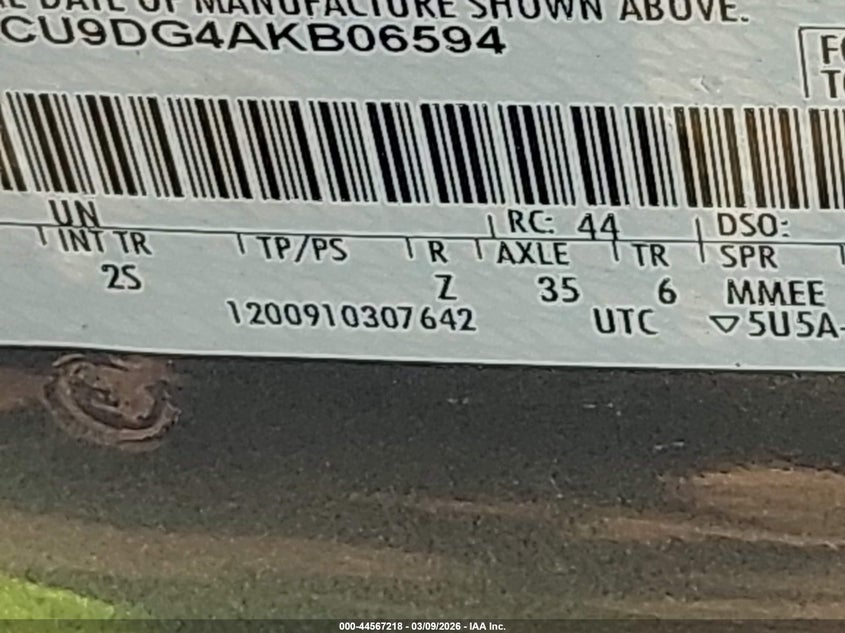 DATE OF MANUFACTURE SHOWN ABOVE.
CU9DG4AKB06594
UN
RC: 44
DSO:
INT TR TP/PS R AXLE TR SPR
2S Z 35 6 MMEE
1200910307642 UTC ▽5U5A-
000-44567218 - 03/09/2026 - IAA Inc.